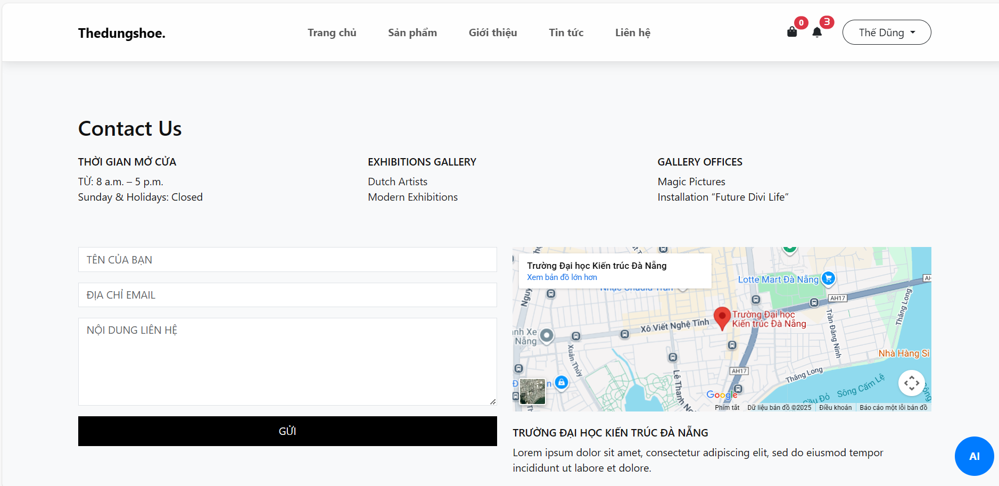 Thedungshoe.
Trang chủ
Sản phẩm
Giới thiệu
Tin tức
Liên hệ
0
3
Thế Dũng
Contact Us
THỜI GIAN MỞ CỬA
TỪ: 8 a.m. – 5 p.m.
Sunday & Holidays: Closed
EXHIBITIONS GALLERY
Dutch Artists
Modern Exhibitions
GALLERY OFFICES
Magic Pictures
Installation “Future Divi Life”
TÊN CỦA BẠN
ĐỊA CHỈ EMAIL
NỘI DUNG LIÊN HỆ
GỬI
Trường Đại học Kiến trúc Đà Nẵng
Xem bản đồ lớn hơn
Lotte Mart Đà Nẵng
AH17
Thăng Long
Trường Đại học
Kiến trúc Đà Nẵng
Xô Viết Nghệ Tĩnh
Trần Đăng Ninh
anh Xe
Nẵng
Xuân Thủy
Nhà Hàng Si
AH17
Thăng Long
Lê Thanh
Sông Cẩm Lệ
Cầu Đỏ
Google
Phím tắt
Dữ liệu bản đồ ©2025
Điều khoản
Báo cáo một lỗi bản đồ
TRƯỜNG ĐẠI HỌC KIẾN TRÚC ĐÀ NẴNG
Lorem ipsum dolor sit amet, consectetur adipiscing elit, sed do eiusmod tempor
incididunt ut labore et dolore.
AI